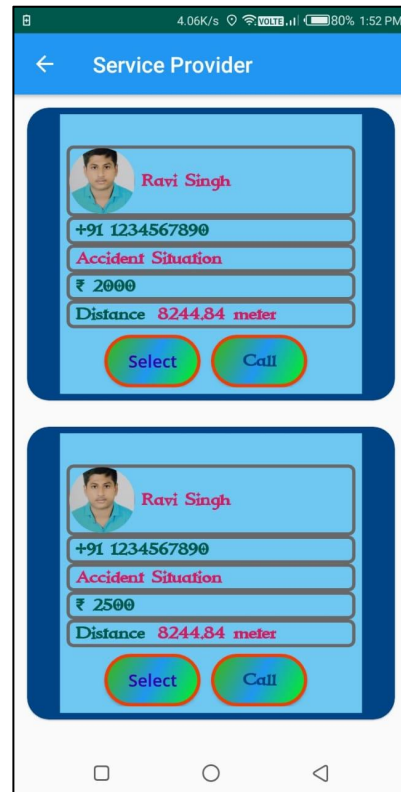 4.06K/s VOLTE 80% 1:52 PM
Service Provider
Ravi Singh
+91 1234567890
Accident Situation
₹ 2000
Distance 8244.84 meter
Select Call
Ravi Singh
+91 1234567890
Accident Situation
₹ 2500
Distance 8244.84 meter
Select Call